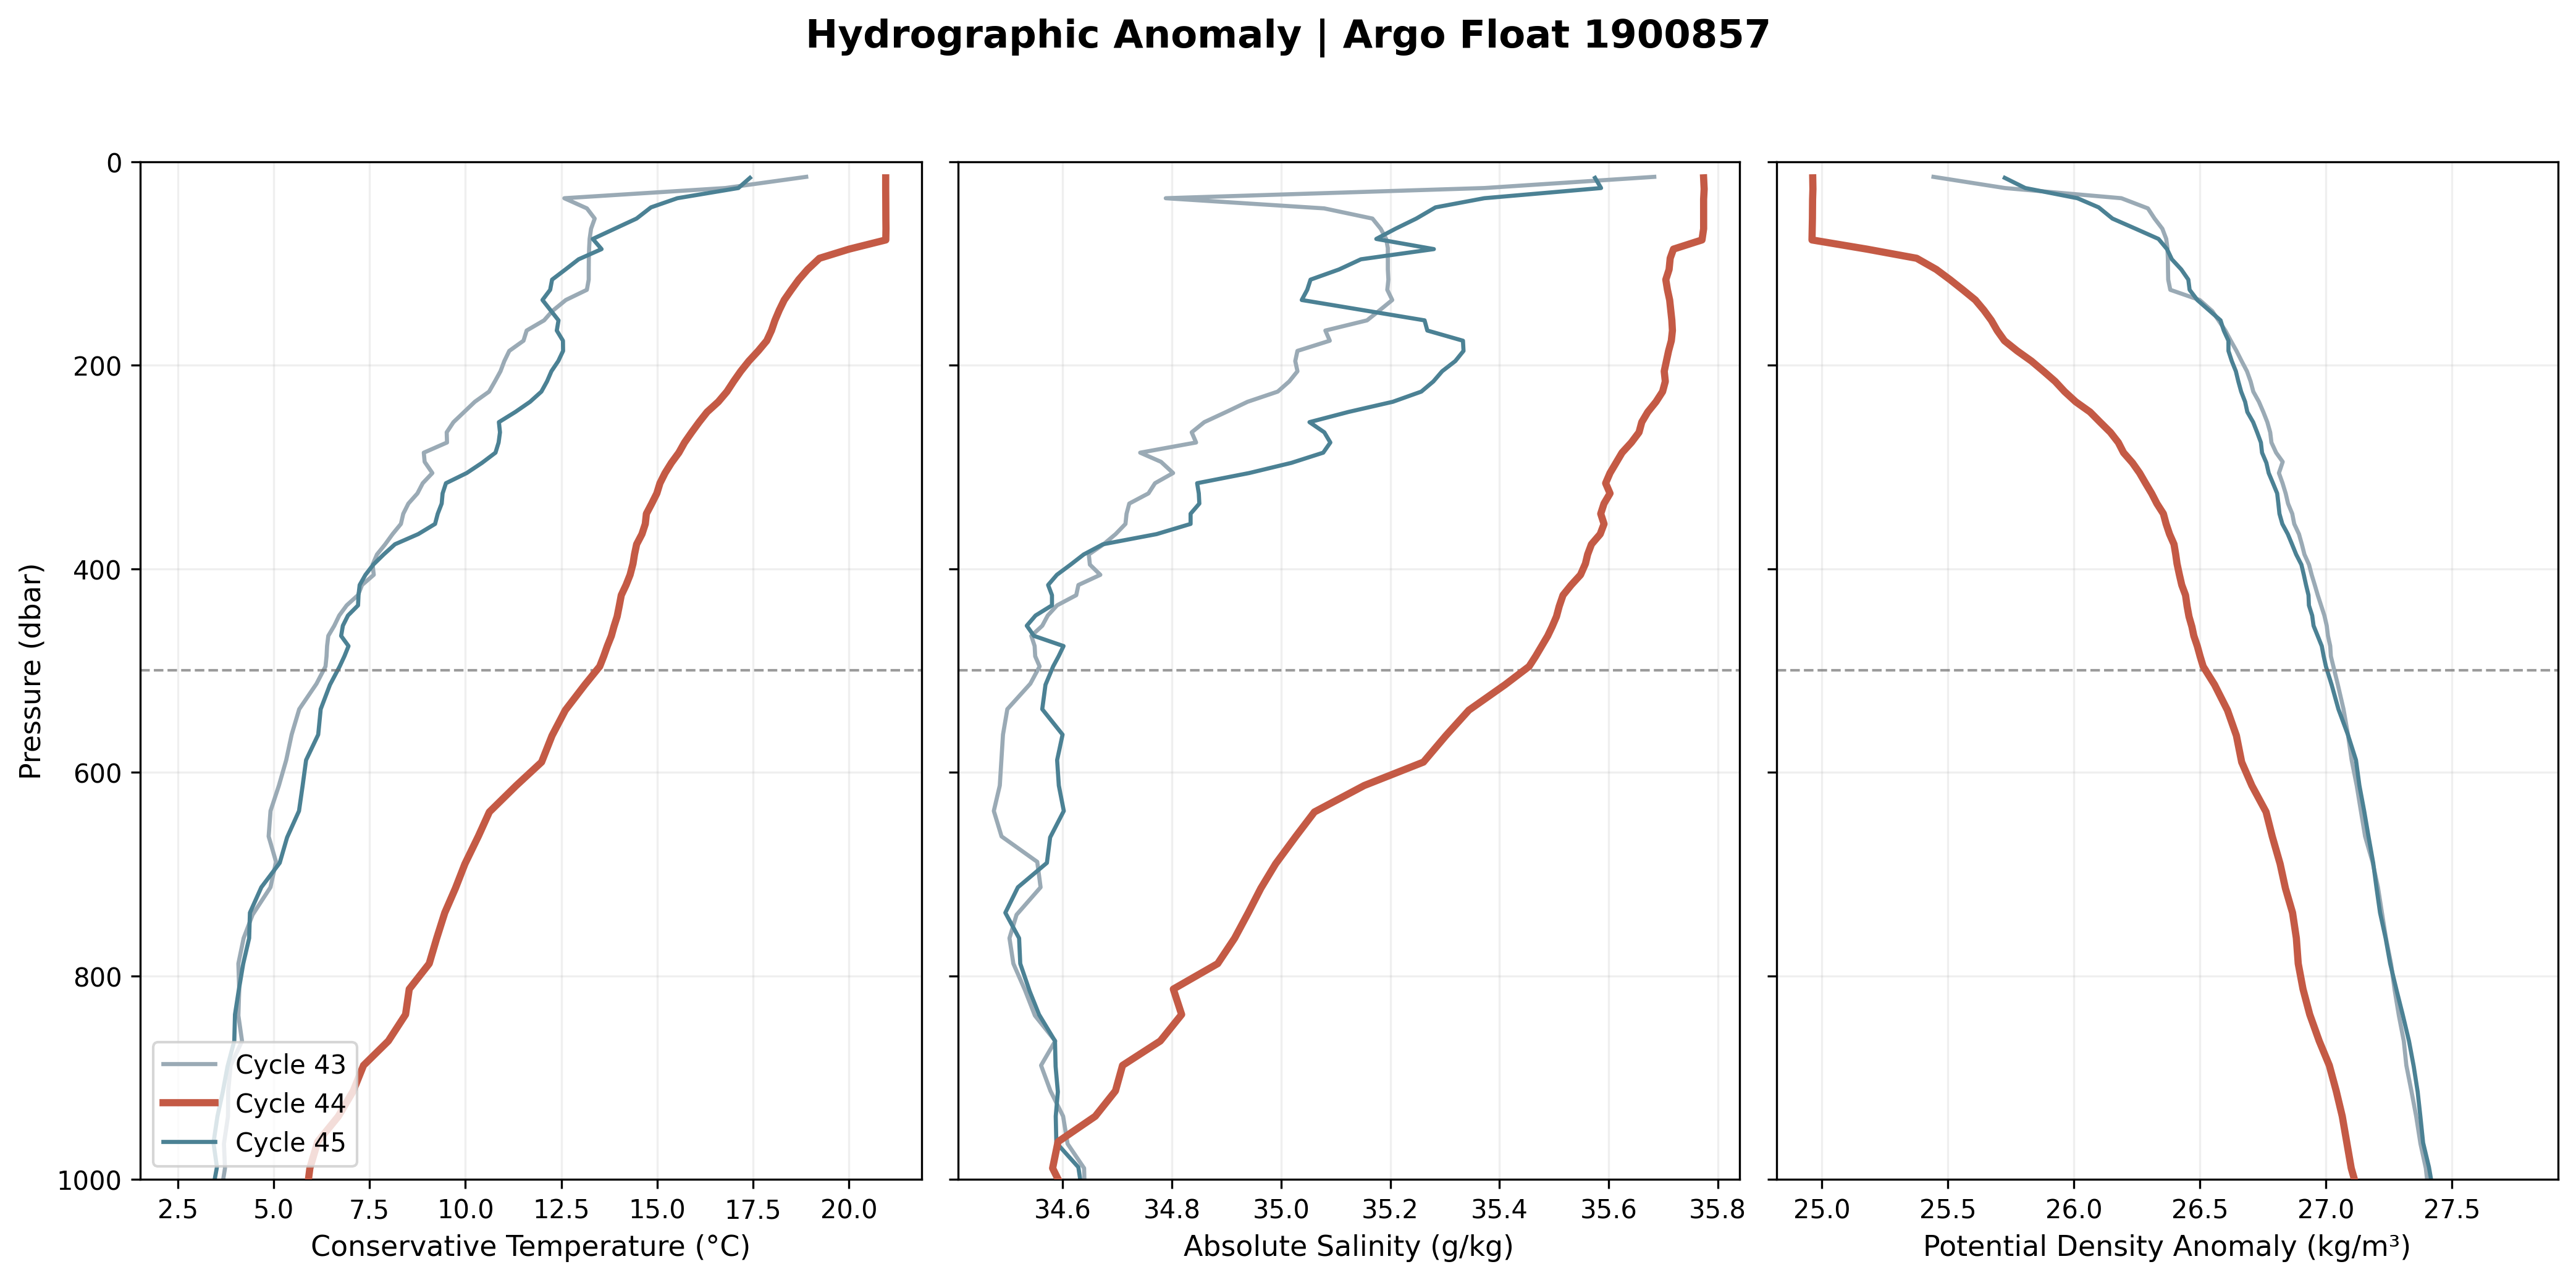 Hydrographic Anomaly | Argo Float 1900857
Pressure (dbar)
0
200
400
600
800
1000
Cycle 43
Cycle 44
Cycle 45
2.5 5.0 7.5 10.0 12.5 15.0 17.5 20.0
Conservative Temperature (°C)
34.6 34.8 35.0 35.2 35.4 35.6 35.8
Absolute Salinity (g/kg)
25.0 25.5 26.0 26.5 27.0 27.5
Potential Density Anomaly (kg/m³)